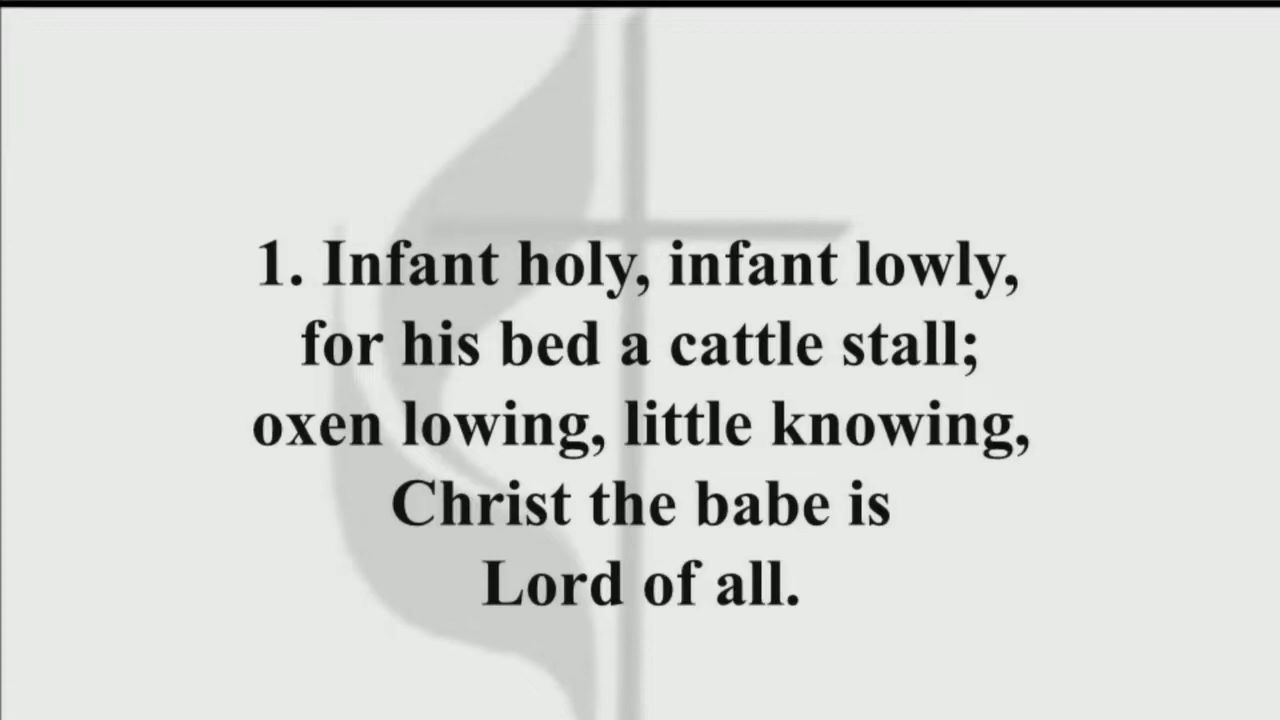 1. Infant holy, infant lowly,
for his bed a cattle stall;
oxen lowing, little knowing,
Christ the babe is
Lord of all.